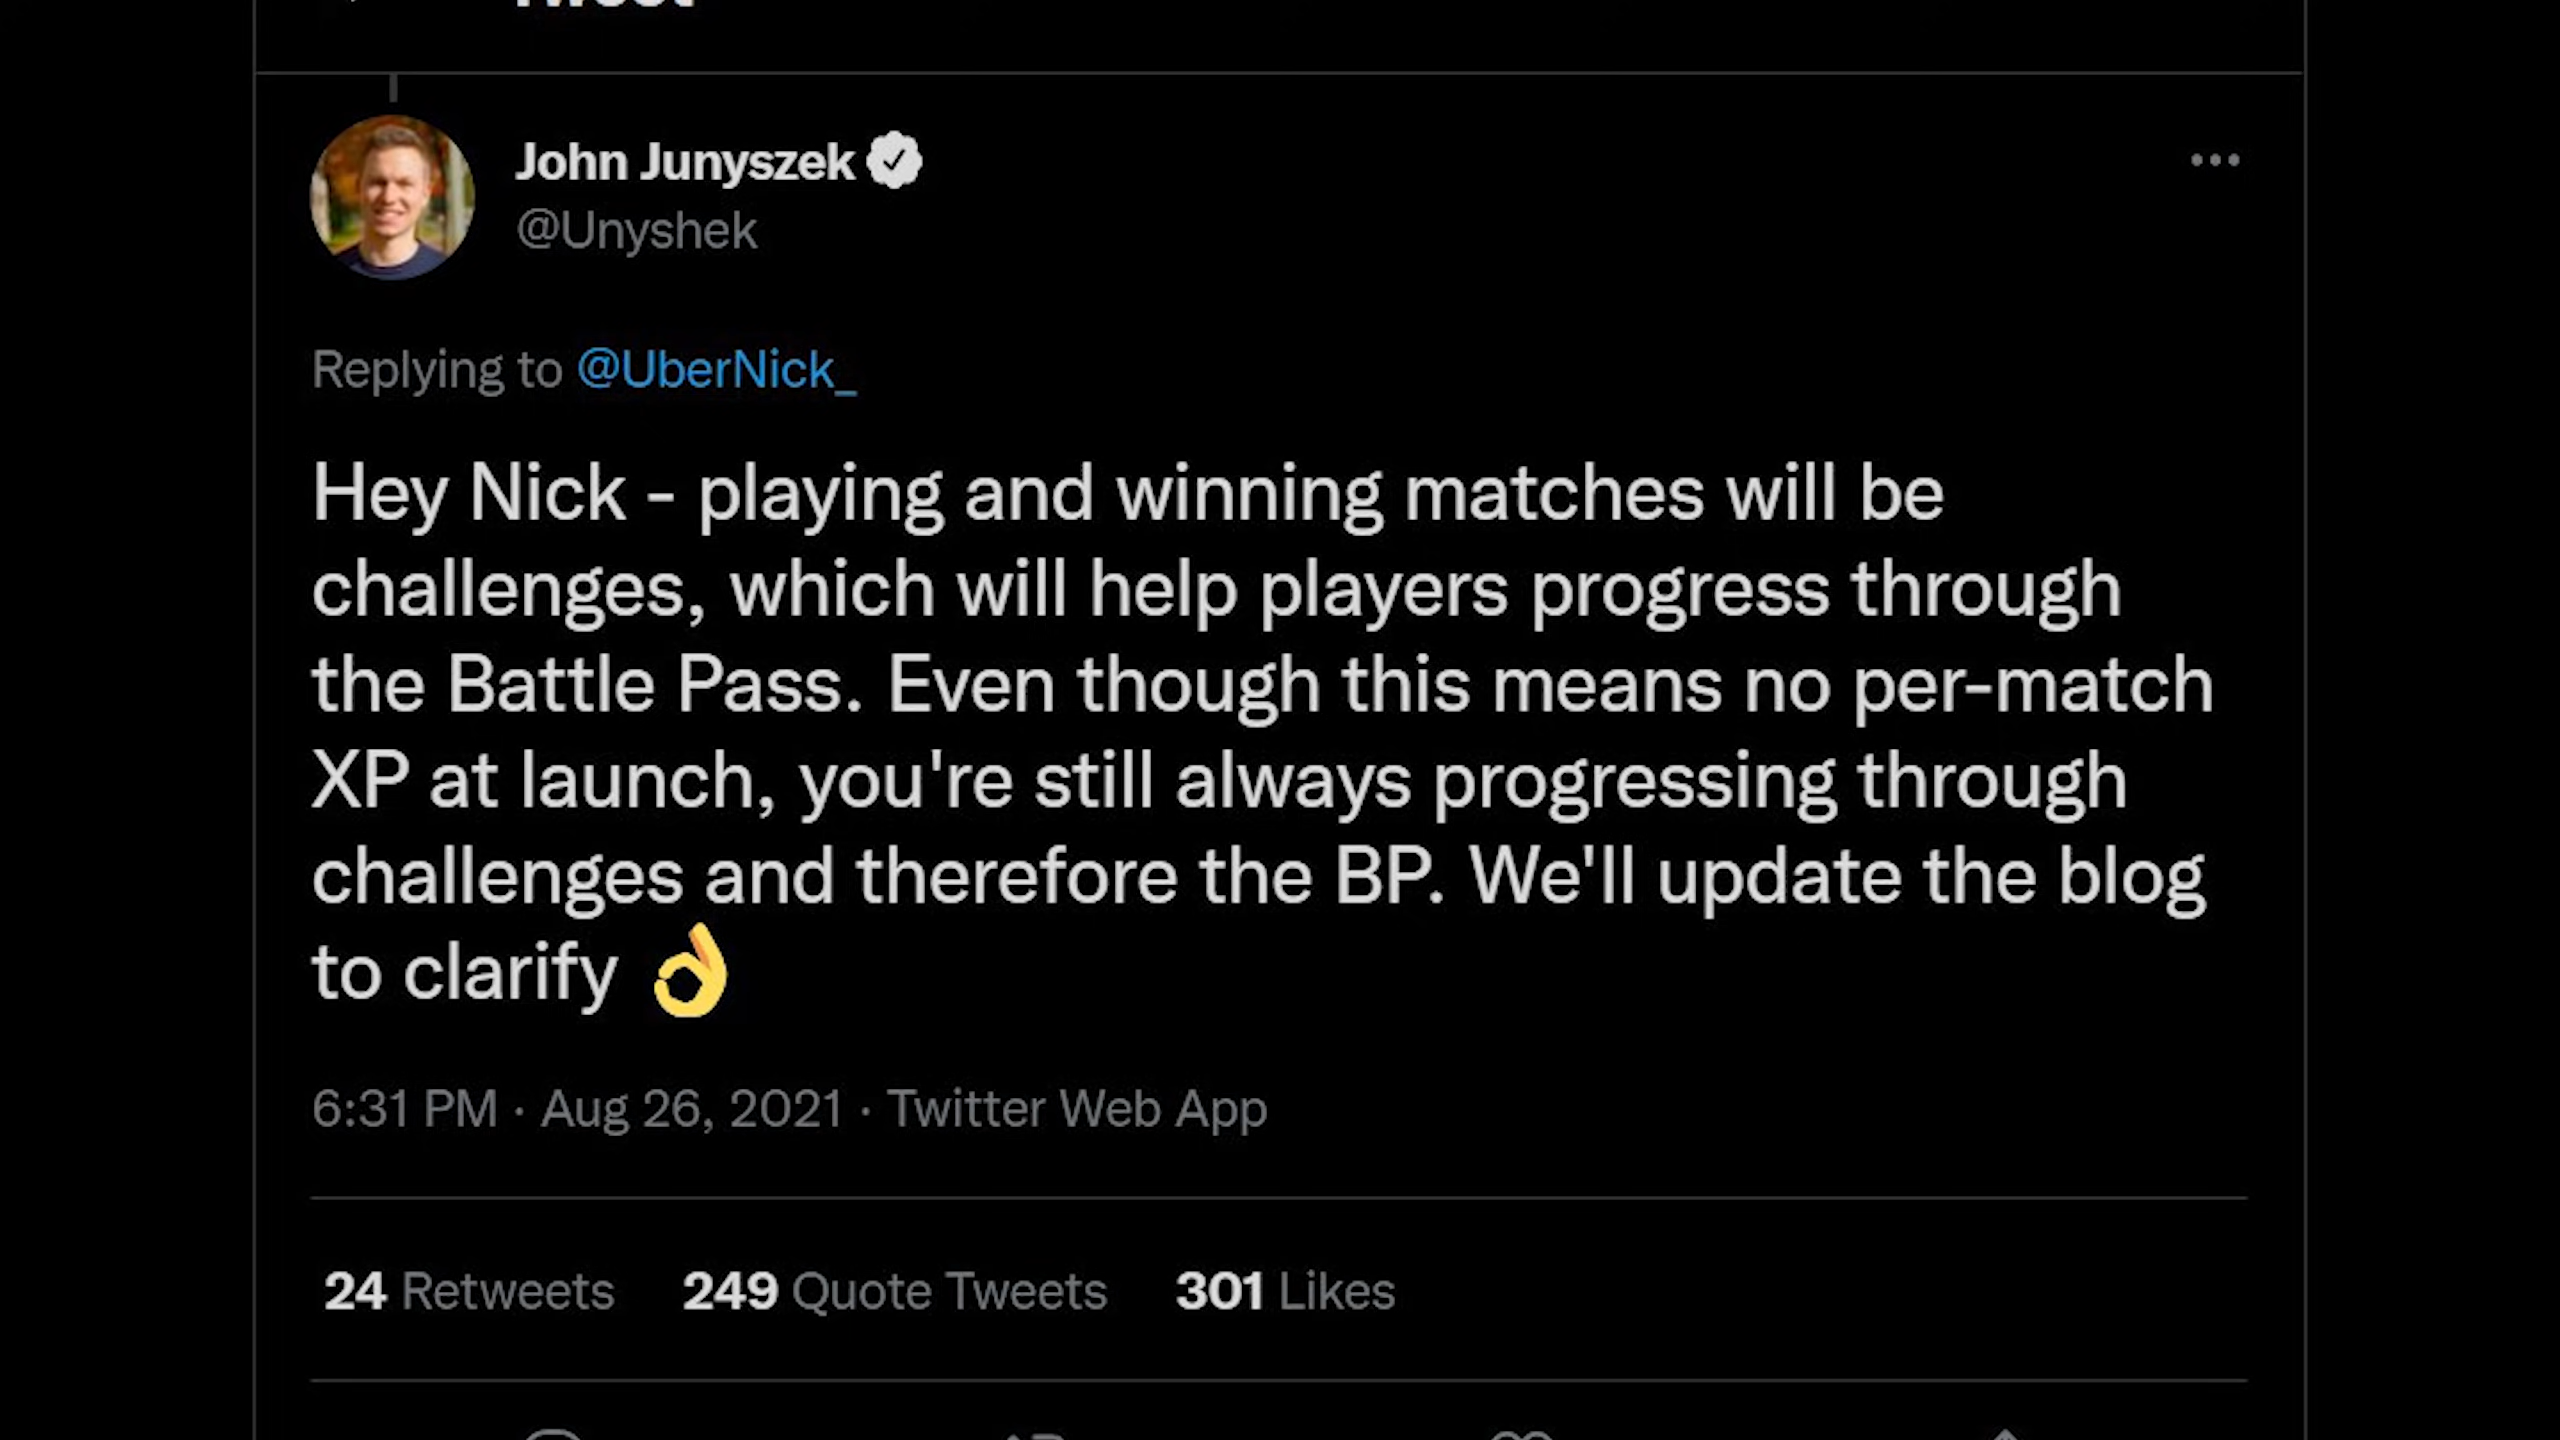 Tweet
John Junyszek
@Unyshek
Replying to @UberNick_
Hey Nick - playing and winning matches will be
challenges, which will help players progress through
the Battle Pass. Even though this means no per-match
XP at launch, you're still always progressing through
challenges and therefore the BP. We'll update the blog
to clarify 👌
6:31 PM · Aug 26, 2021 · Twitter Web App
24 Retweets 249 Quote Tweets 301 Likes